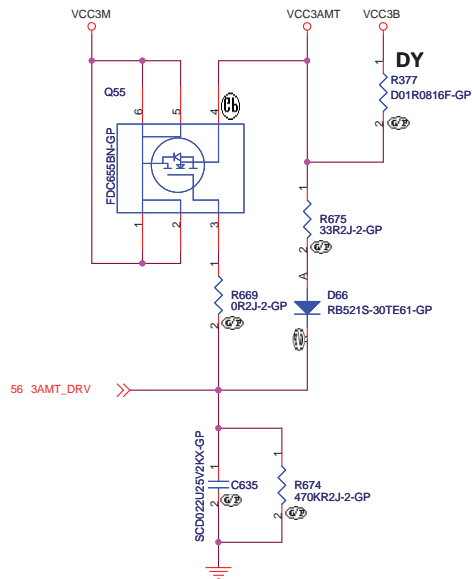 VCC3M
VCC3AMT
VCC3B
DY
R377
D01R0816F-GP
1
2
G/P
Q55
6
5
4
Pb
FDC655BN-GP
1
2
3
R675
33R2J-2-GP
1
2
G/P
R669
0R2J-2-GP
1
2
G/P
A
D66
RB521S-30TE61-GP
56 3AMT_DRV
SCD022U25V2KX-GP
1
C635
2
G/P
1
R674
470KR2J-2-GP
2
G/P